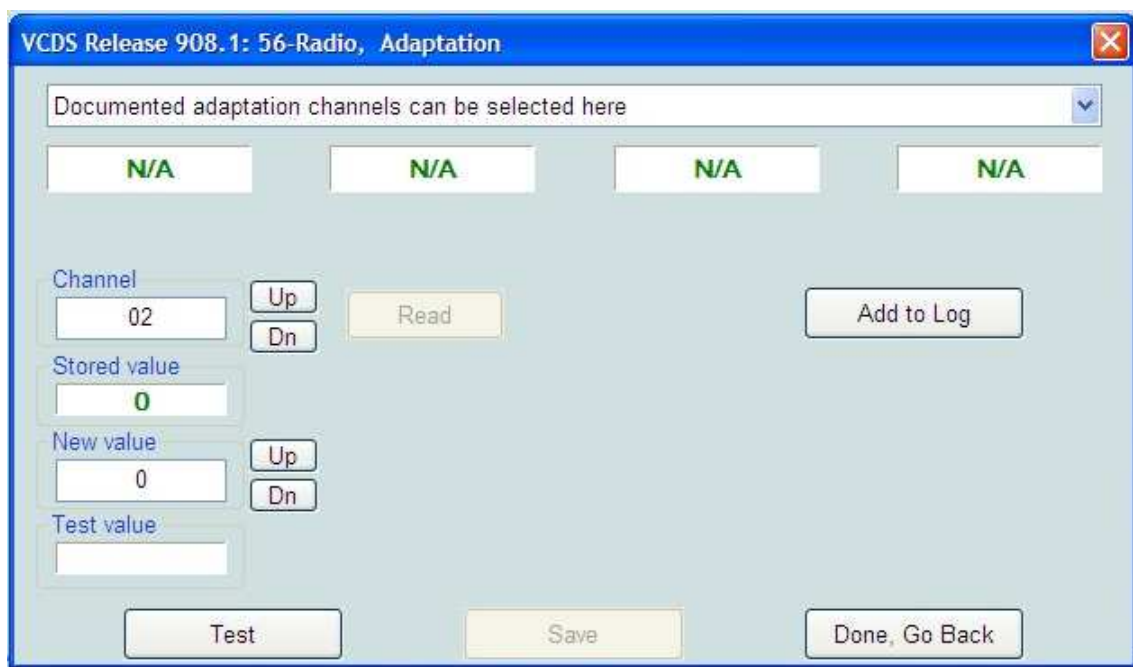 VCDS Release 908.1: 56-Radio, Adaptation
Documented adaptation channels can be selected here
N/A N/A N/A N/A
Channel
02 Up Read Add to Log
Dn
Stored value
0
New value
0 Up
Dn
Test value
Test Save Done, Go Back